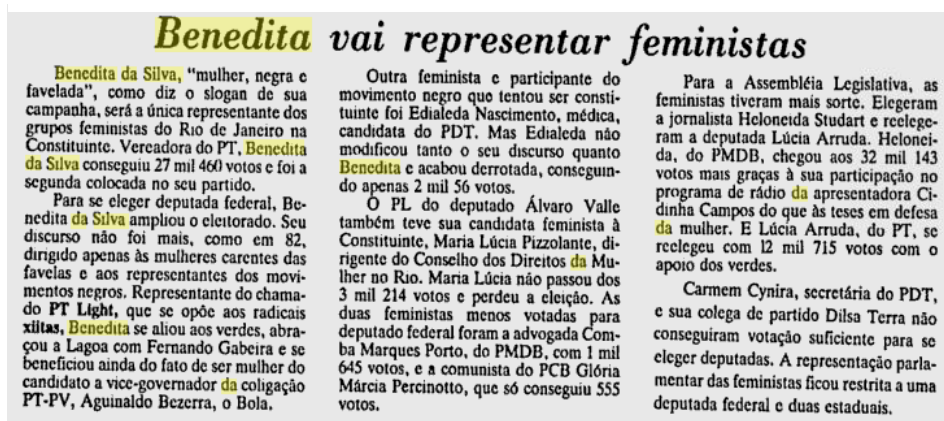 Benedita vai representar feministas
Benedita da Silva, “mulher, negra e
favelada”, como diz o slogan de sua
campanha, será a única representante dos
grupos feministas do Rio de Janeiro na
Constituinte. Vereadora do PT, Benedita
da Silva conseguiu 27 mil 460 votos e foi a
segunda colocada no seu partido.
Para se eleger deputada federal, Be-
nedita da Silva ampliou o eleitorado. Seu
discurso não foi mais, como em 82,
dirigido apenas às mulheres carentes das
favelas e aos representantes dos movi-
mentos negros. Representante do chama-
do PT Light, que se opõe aos radicais
xiitas, Benedita se aliou aos verdes, abra-
çou a Lagoa com Fernando Gabeira e se
beneficiou ainda do fato de ser mulher do
candidato a vice-governador da coligação
PT-PV, Aguinaldo Bezerra, o Bola.
Outra feminista e participante do
movimento negro que tentou ser consti-
tuinte foi Edialeda Nascimento, médica,
candidata do PDT. Mas Edialeda não
modificou tanto o seu discurso quanto
Benedita e acabou derrotada, conseguin-
do apenas 2 mil 56 votos.
O PL do deputado Álvaro Valle
também teve sua candidata feminista à
Constituinte, Maria Lúcia Pizzolante, di-
rigente do Conselho dos Direitos da Mu-
lher no Rio. Maria Lúcia não passou dos
3 mil 214 votos e perdeu a eleição. As
duas feministas menos votadas para
deputado federal foram a advogada Com-
ba Marques Porto, do PMDB, com 1 mil
645 votos, e a comunista do PCB Glória
Márcia Percinotto, que só conseguiu 555
votos.
Para a Assembléia Legislativa, as
feministas tiveram mais sorte. Elegeram
a jornalista Heloneida Studart e reelege-
ram a deputada Lúcia Arruda. Helonei-
da, do PMDB, chegou aos 32 mil 143
votos mais graças à sua participação no
programa de rádio da apresentadora Ci-
dinha Campos do que às teses em defesa
da mulher. E Lúcia Arruda, do PT, se
reelegeu com 12 mil 715 votos com o
apoio dos verdes.
Carmem Cynira, secretária do PDT,
e sua colega de partido Dilsa Terra não
conseguiram votação suficiente para se
eleger deputadas. A representação parla-
mentar das feministas ficou restrita a uma
deputada federal e duas estaduais.